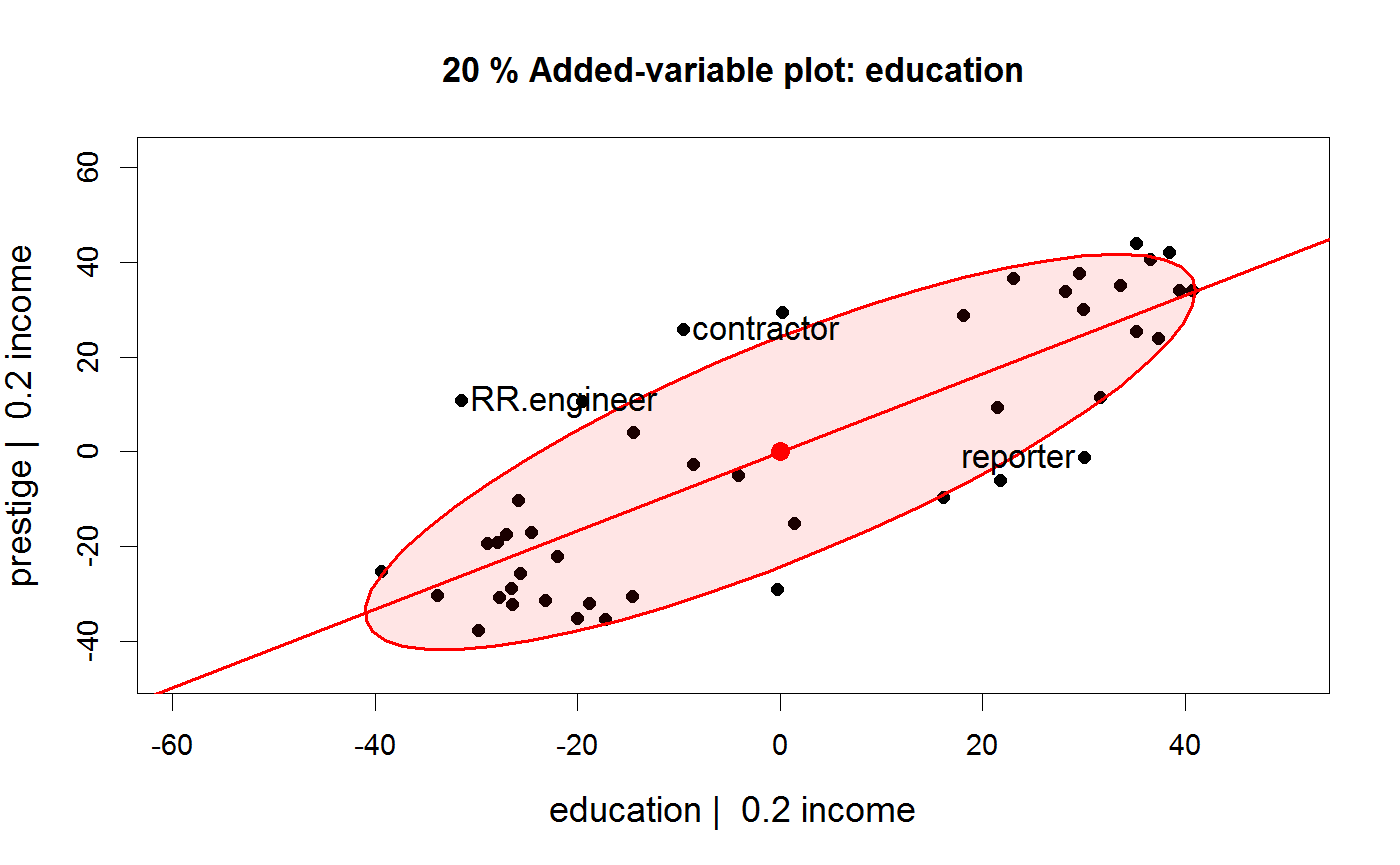 20 % Added-variable plot: education
60
40
20
0
-20
-40
prestige |  0.2 income
contractor
RR.engineer
reporter
-60
-40
-20
0
20
40
education |  0.2 income